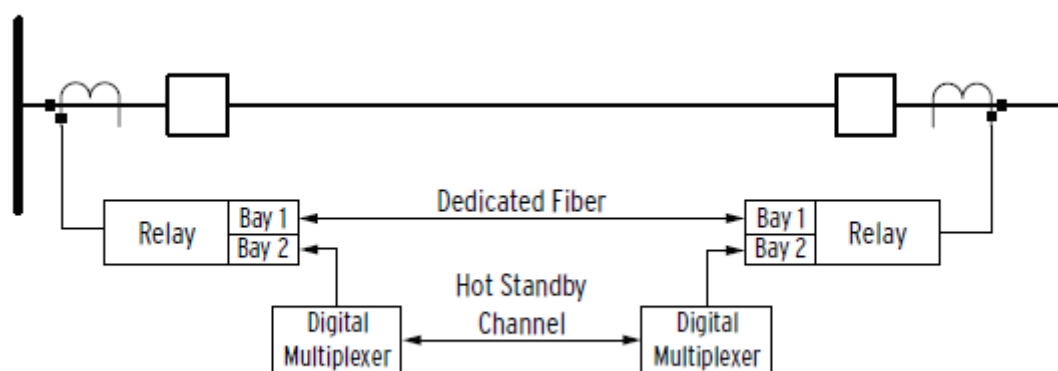 Dedicated Fiber
Relay
Bay 1
Bay 2
Bay 1
Bay 2
Relay
Hot Standby
Channel
Digital
Multiplexer
Digital
Multiplexer